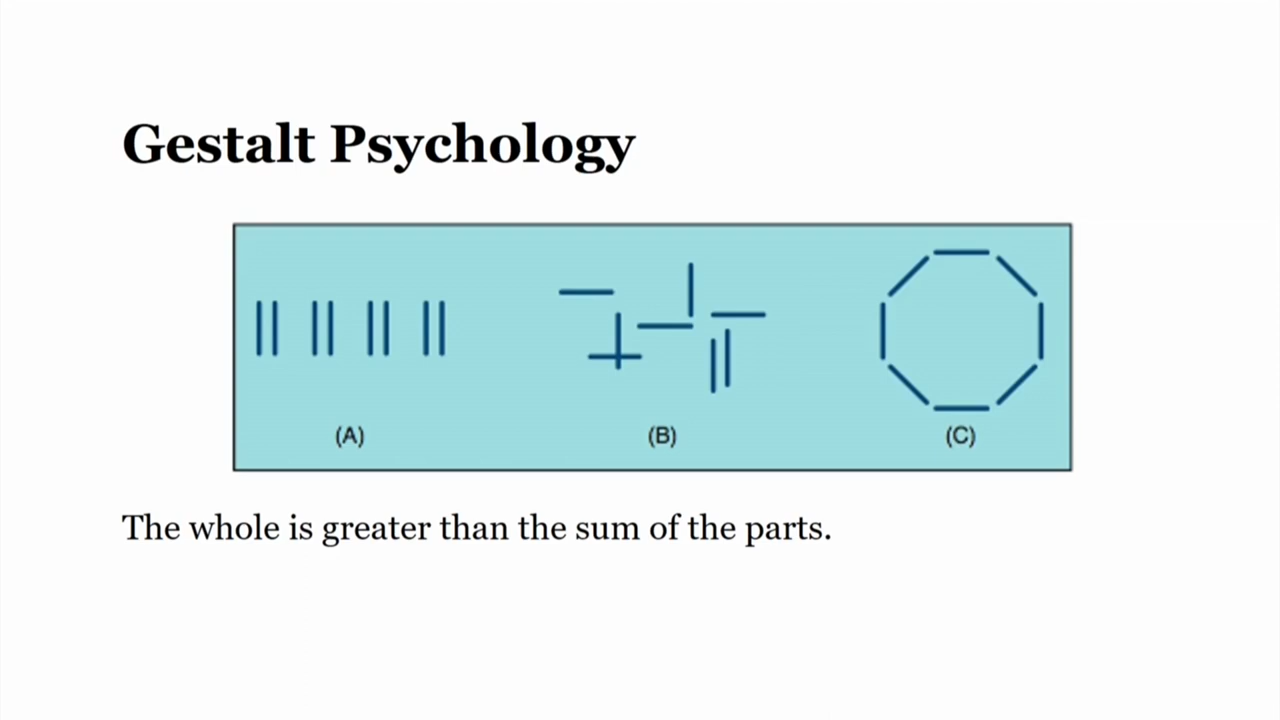 Gestalt Psychology
(A) (B) (C)
The whole is greater than the sum of the parts.